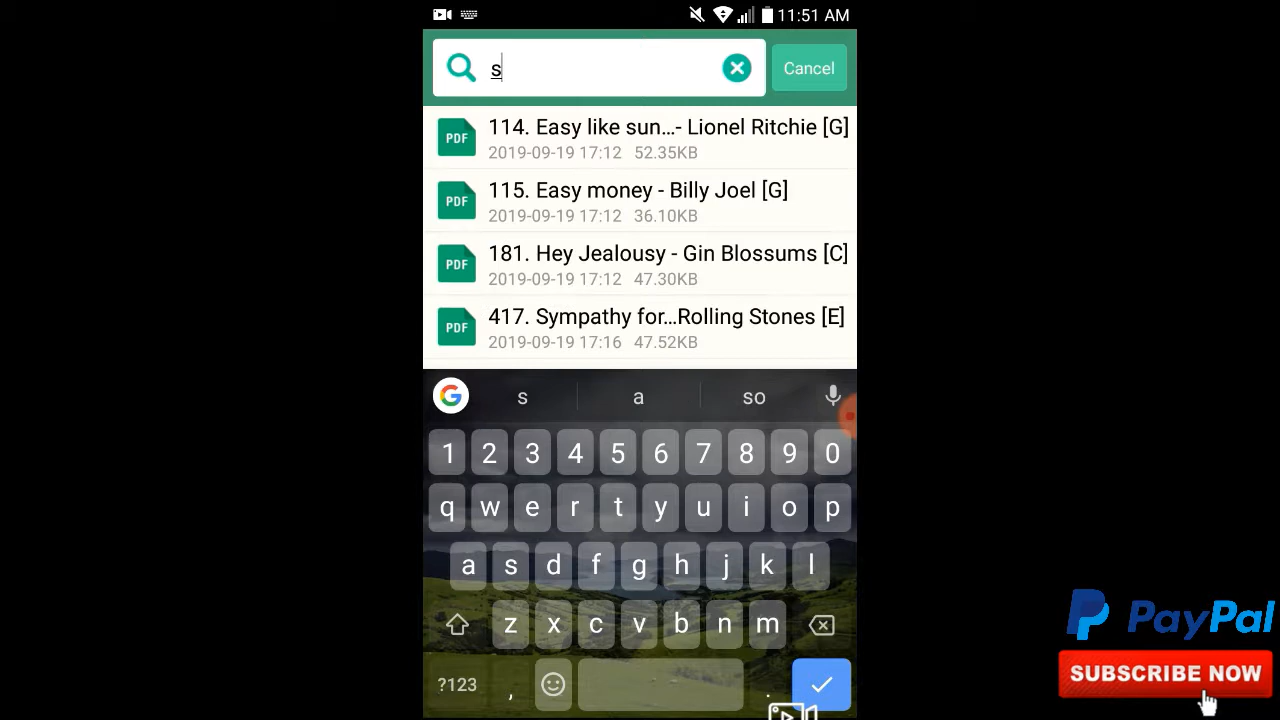 11:51 AM
s
Cancel
PDF
114. Easy like sun...- Lionel Ritchie [G]
2019-09-19 17:12 52.35KB
PDF
115. Easy money - Billy Joel [G]
2019-09-19 17:12 36.10KB
PDF
181. Hey Jealousy - Gin Blossums [C]
2019-09-19 17:12 47.30KB
PDF
417. Sympathy for...Rolling Stones [E]
2019-09-19 17:16 47.52KB
G s a so
1 2 3 4 5 6 7 8 9 0
q w e r t y u i o p
a s d f g h j k l
z x c v b n m
?123 , .
PayPal
SUBSCRIBE NOW